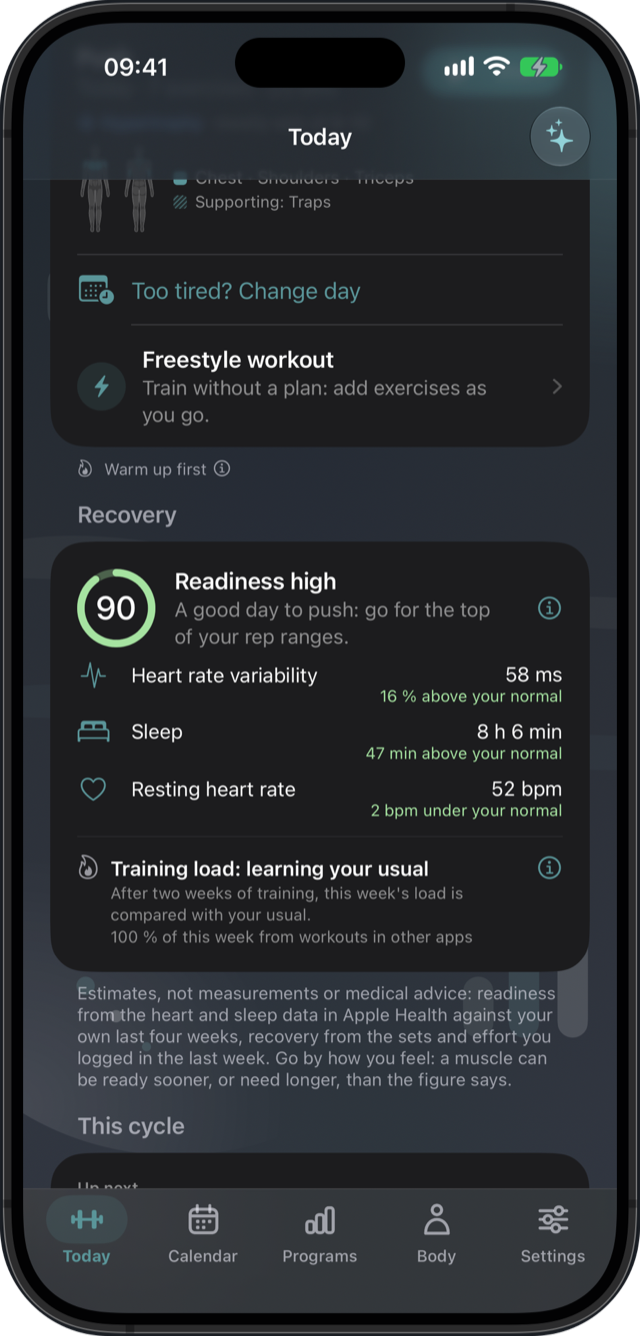 09:41
Today
Chest · Shoulders · Triceps
Supporting: Traps
Too tired? Change day
Freestyle workout
Train without a plan: add exercises as
you go.
Warm up first
Recovery
90
Readiness high
A good day to push: go for the top
of your rep ranges.
Heart rate variability
58 ms
16 % above your normal
Sleep
8 h 6 min
47 min above your normal
Resting heart rate
52 bpm
2 bpm under your normal
Training load: learning your usual
After two weeks of training, this week's load is
compared with your usual.
100 % of this week from workouts in other apps
Estimates, not measurements or medical advice: readiness
from the heart and sleep data in Apple Health against your
own last four weeks, recovery from the sets and effort you
logged in the last week. Go by how you feel: a muscle can
be ready sooner, or need longer, than the figure says.
This cycle
Up next
Today
Calendar
Programs
Body
Settings